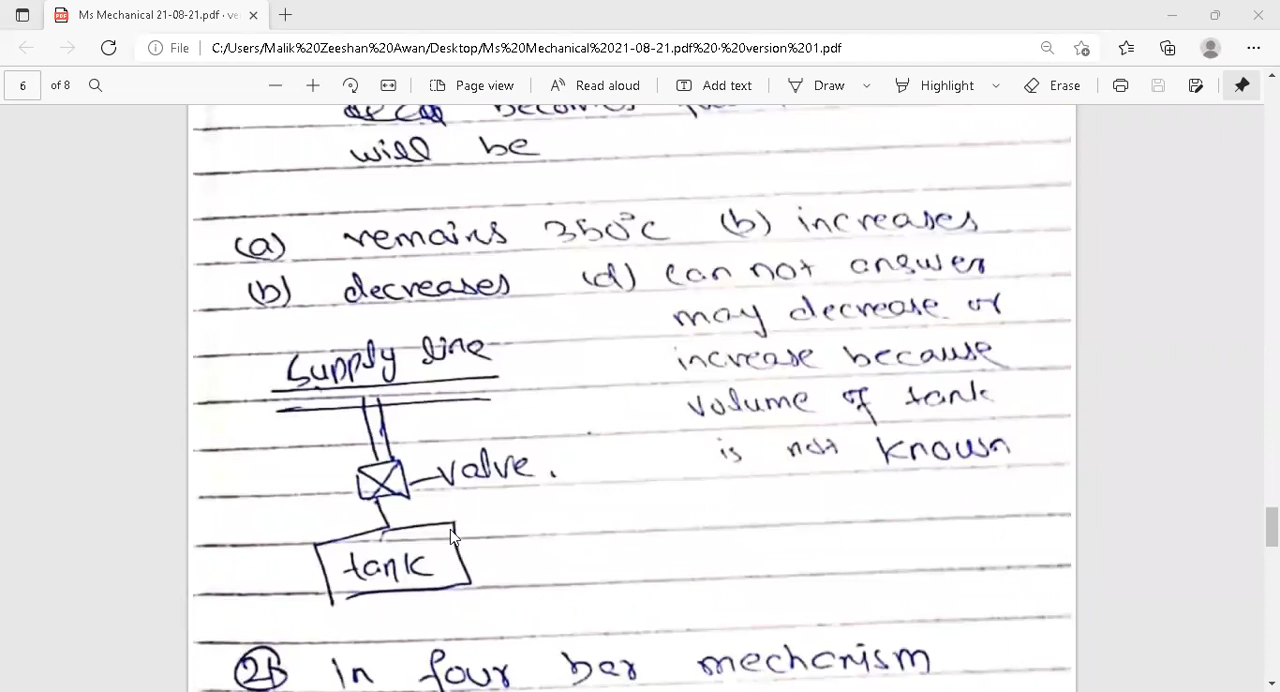 Ms Mechanical 21-08-21.pdf - ve
File
C:/Users/Malik%20Zeeshan%20Awan/Desktop/Ms%20Mechanical%2021-08-21.pdf%20%20version%201.pdf
6 of 8
Page view
Read aloud
Add text
Draw
Highlight
Erase
becomes
will be
(a) remains 350°C (b) increases
(b) decreases (d) can not answer
may decrease or
increase because
volume of tank
is not known
Supply line
valve.
tank
In four bar mechanism